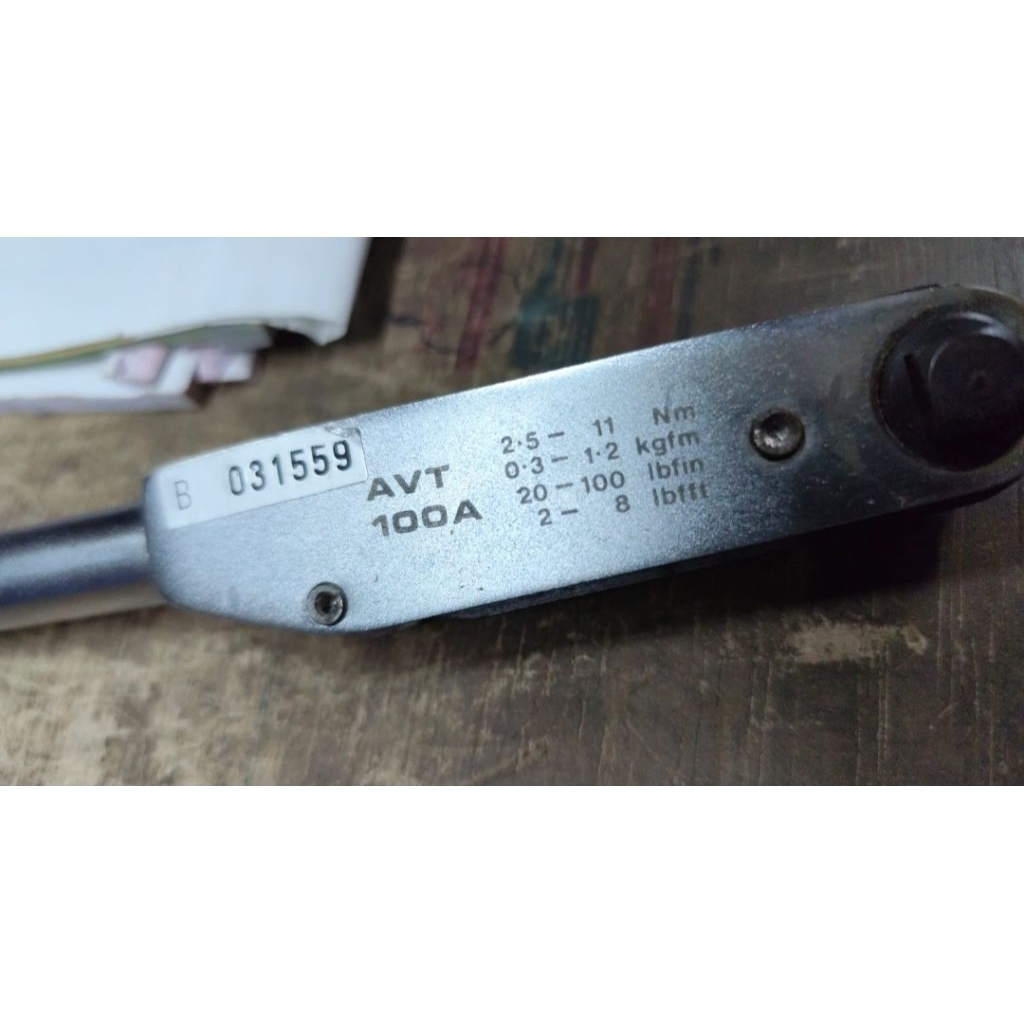 B 031559
AVT
100A
2·5 – 11 Nm
0·3 – 1·2 kgfm
20 – 100 lbfin
2 – 8 lbfft